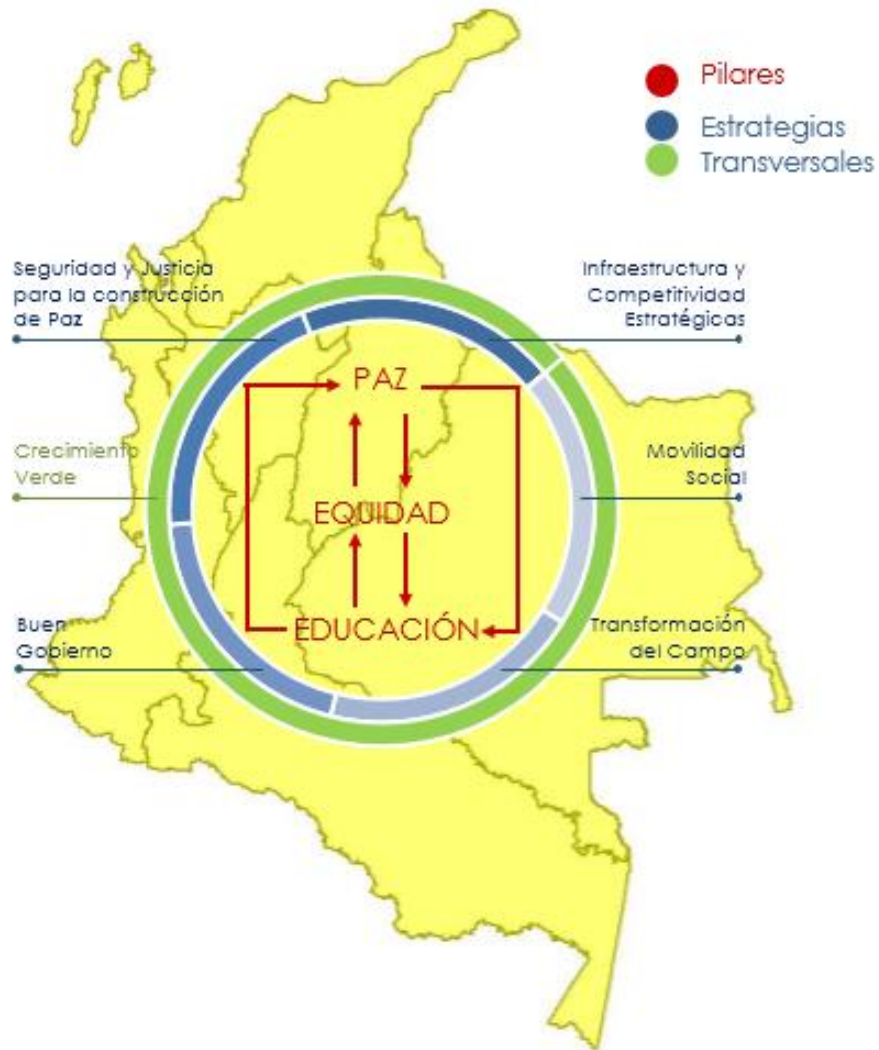 Pilares
Estrategias
Transversales
Seguridad y Justicia
para la construcción
de Paz
Infraestructura y
Competitividad
Estratégicas
PAZ
Crecimiento
Verde
Movilidad
Social
EQUIDAD
Buen
Gobierno
EDUCACIÓN
Transformación
del Campo